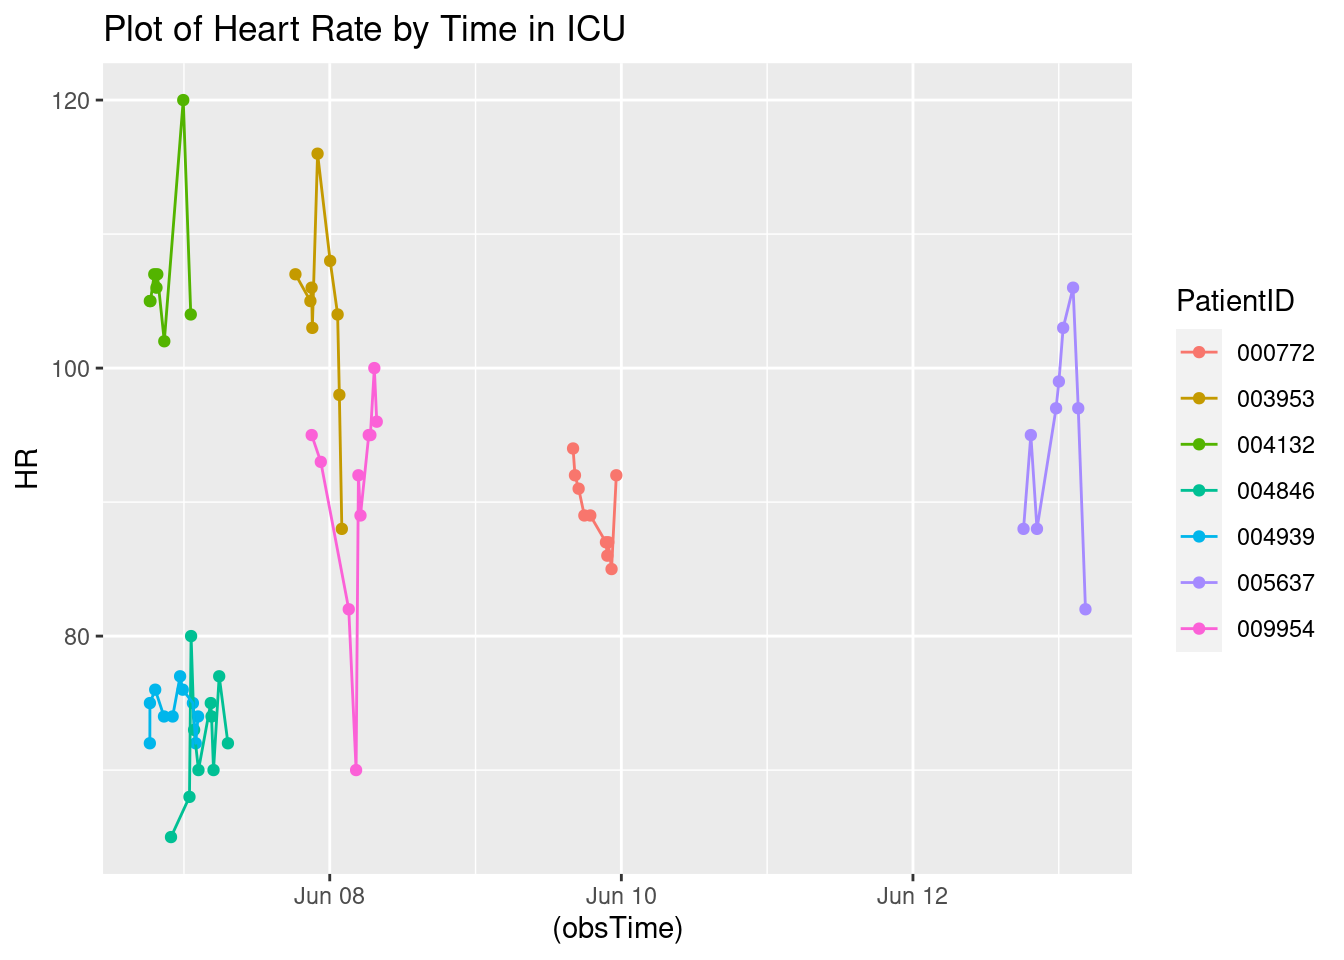 Plot of Heart Rate by Time in ICU
120
100
80
HR
Jun 08
Jun 10
Jun 12
(obsTime)
PatientID
000772
003953
004132
004846
004939
005637
009954